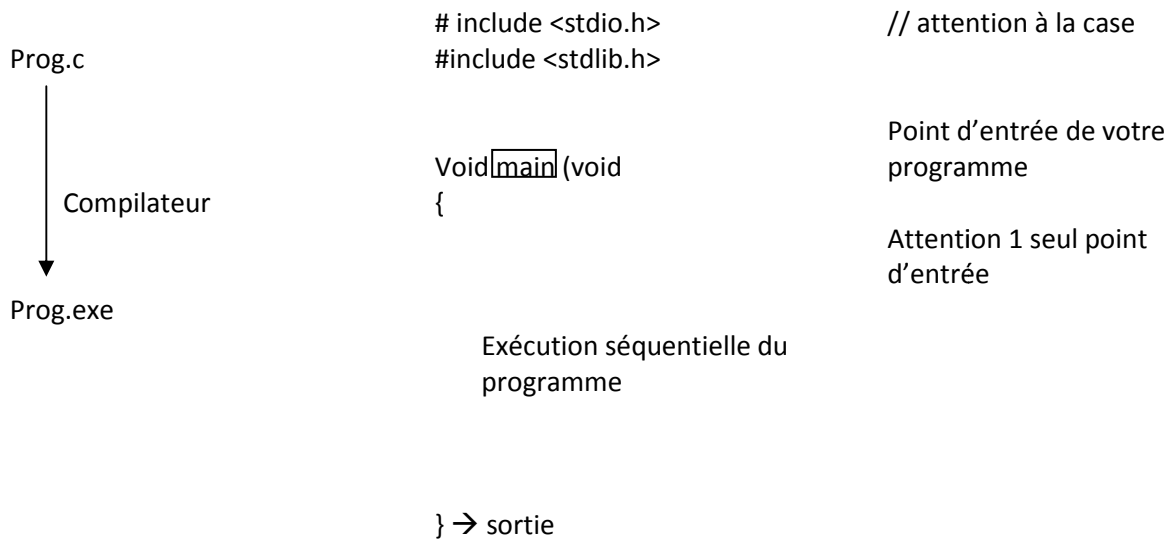 Prog.c
Compilateur
Prog.exe
# include <stdio.h>
#include <stdlib.h>
Void main (void
{
Exécution séquentielle du
programme
} → sortie
// attention à la case
Point d’entrée de votre
programme
Attention 1 seul point
d’entrée